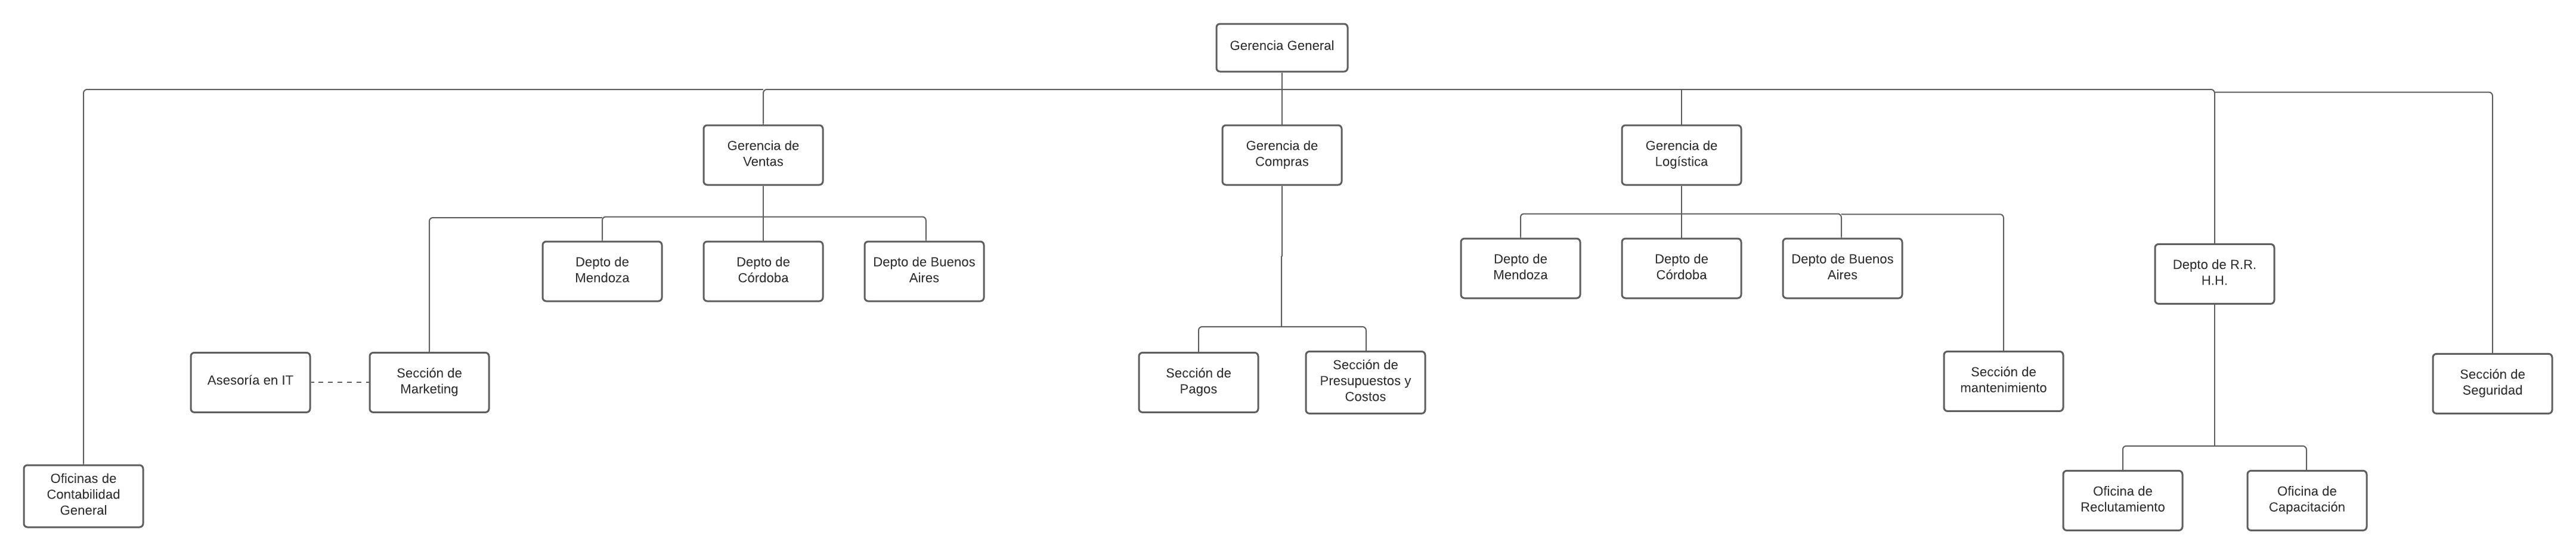 Gerencia General
Gerencia de
Ventas
Gerencia de
Compras
Gerencia de
Logística
Depto de
Mendoza
Depto de
Córdoba
Depto de Buenos
Aires
Depto de
Mendoza
Depto de
Córdoba
Depto de Buenos
Aires
Depto de R.R.
H.H.
Asesoría en IT
Sección de
Marketing
Sección de
Pagos
Sección de
Presupuestos y
Costos
Sección de
mantenimiento
Sección de
Seguridad
Oficinas de
Contabilidad
General
Oficina de
Reclutamiento
Oficina de
Capacitación